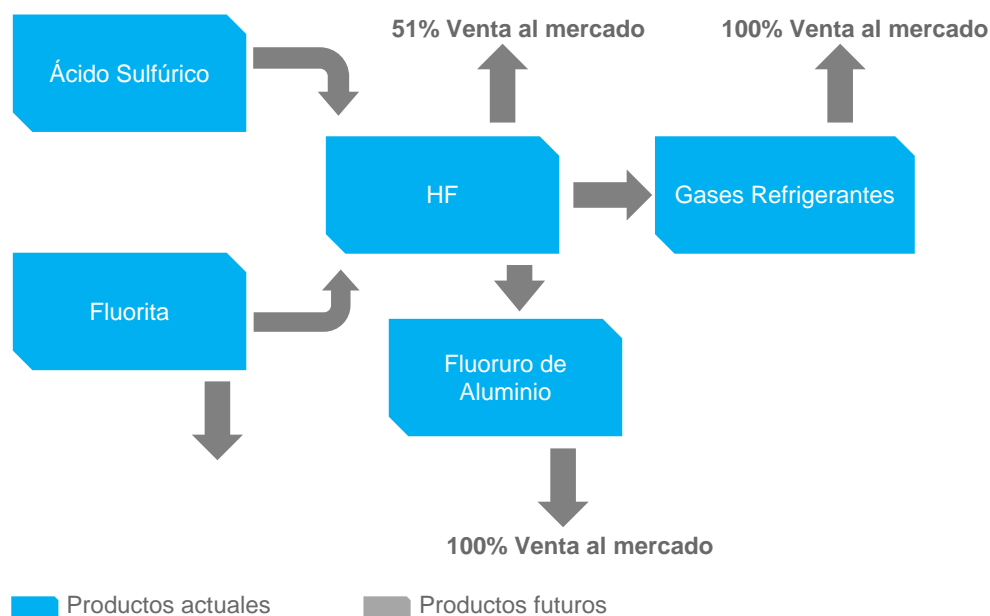 51% Venta al mercado
100% Venta al mercado
Ácido Sulfúrico
HF
Gases Refrigerantes
Fluorita
Fluoruro de
Aluminio
100% Venta al mercado
Productos actuales
Productos futuros